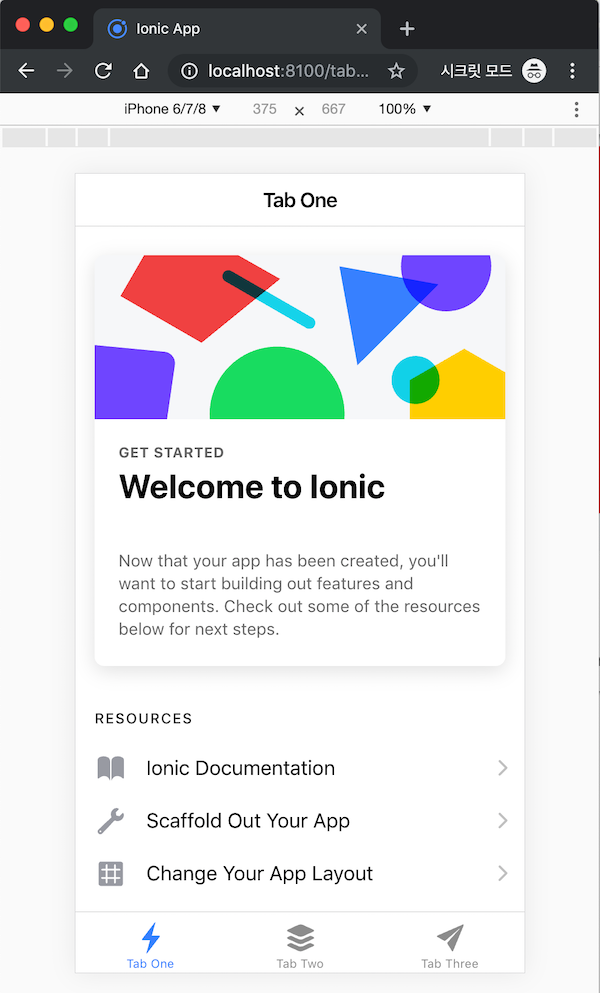 Ionic App
localhost:8100/tab...
시크릿 모드
iPhone 6/7/8 ▼ 375 × 667 100% ▼
Tab One
GET STARTED
Welcome to Ionic
Now that your app has been created, you'll
want to start building out features and
components. Check out some of the resources
below for next steps.
RESOURCES
Ionic Documentation
Scaffold Out Your App
Change Your App Layout
Tab One Tab Two Tab Three